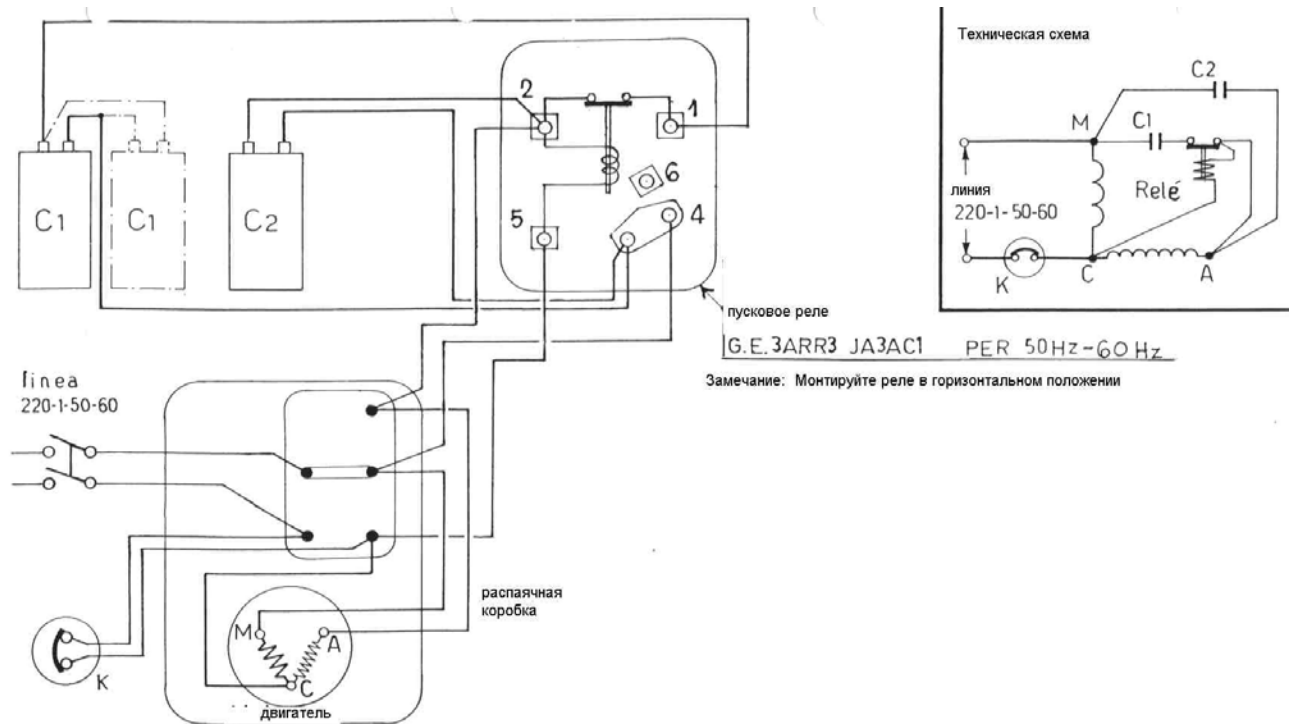 2
1
6
5
4
C1
C1
C2
пусковое реле
G.E.3ARR3 JA3AC1 PER 50Hz-60Hz
Замечание: Монтируйте реле в горизонтальном положении
linea
220-1-50-60
распаячная
коробка
K
M
A
C
двигатель
Техническая схема
C2
M
C1
Relé
линия
220-1-50-60
K
C
A